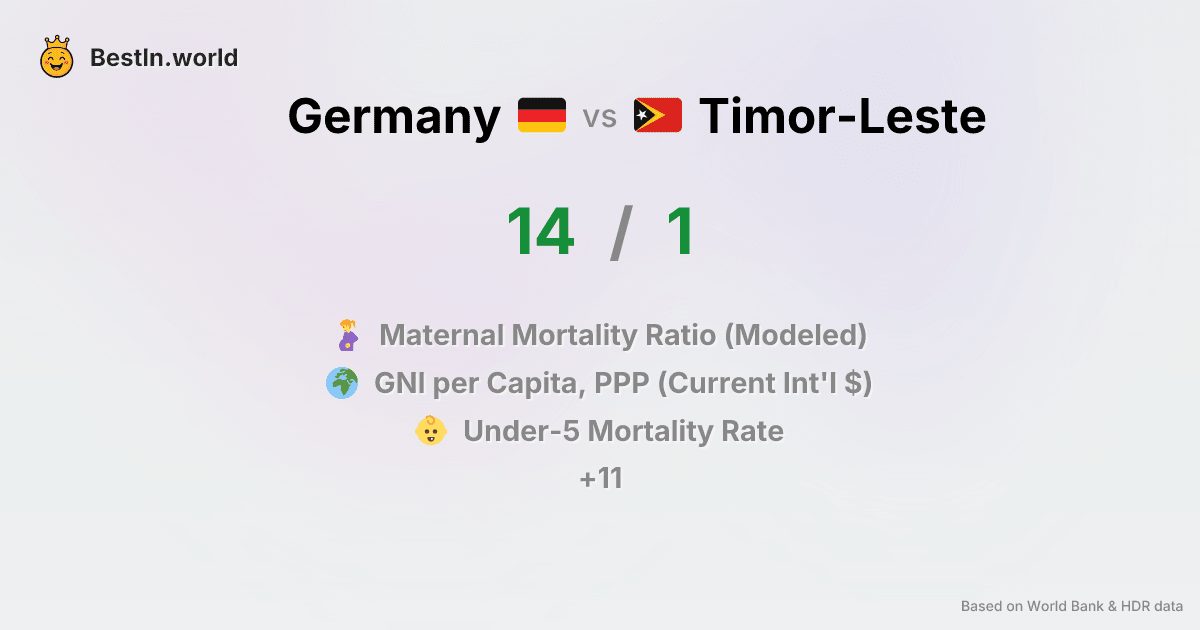 BestIn.world
Germany vs Timor-Leste
14 / 1
Maternal Mortality Ratio (Modeled)
GNI per Capita, PPP (Current Int'l $)
Under-5 Mortality Rate
+11
Based on World Bank & HDR data